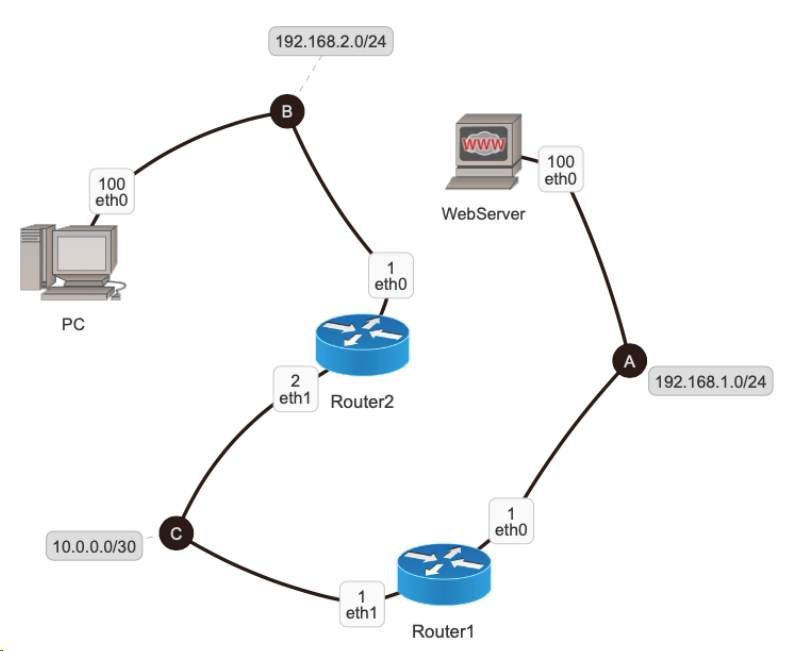 192.168.2.0/24
B
WWW
100
eth0
WebServer
100
eth0
1
eth0
PC
A
192.168.1.0/24
2
eth1
Router2
1
eth0
C
10.0.0.0/30
1
eth1
Router1